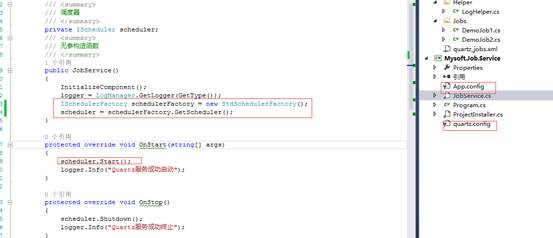 /// <summary>
/// 调度器
/// </summary>
private IScheduler scheduler;
/// <summary>
/// 无参构造函数
/// </summary>
1 个引用
public JobService()
{
InitializeComponent();
logger = LogManager.GetLogger(GetType());
ISchedulerFactory schedulerFactory = new StdSchedulerFactory();
scheduler = schedulerFactory.GetScheduler();
}
0 个引用
protected override void OnStart(string[] args)
{
scheduler.Start();
logger.Info("Quartz服务成功启动");
}
0 个引用
protected override void OnStop()
{
scheduler.Shutdown();
logger.Info("Quartz服务成功终止");
}
Helper
LogHelper.cs
Jobs
DemoJob1.cs
DemoJob2.cs
quartz_jobs.xml
Mysoft.Job.Service
Properties
引用
App.config
JobService.cs
Program.cs
ProjectInstaller.cs
quartz.config